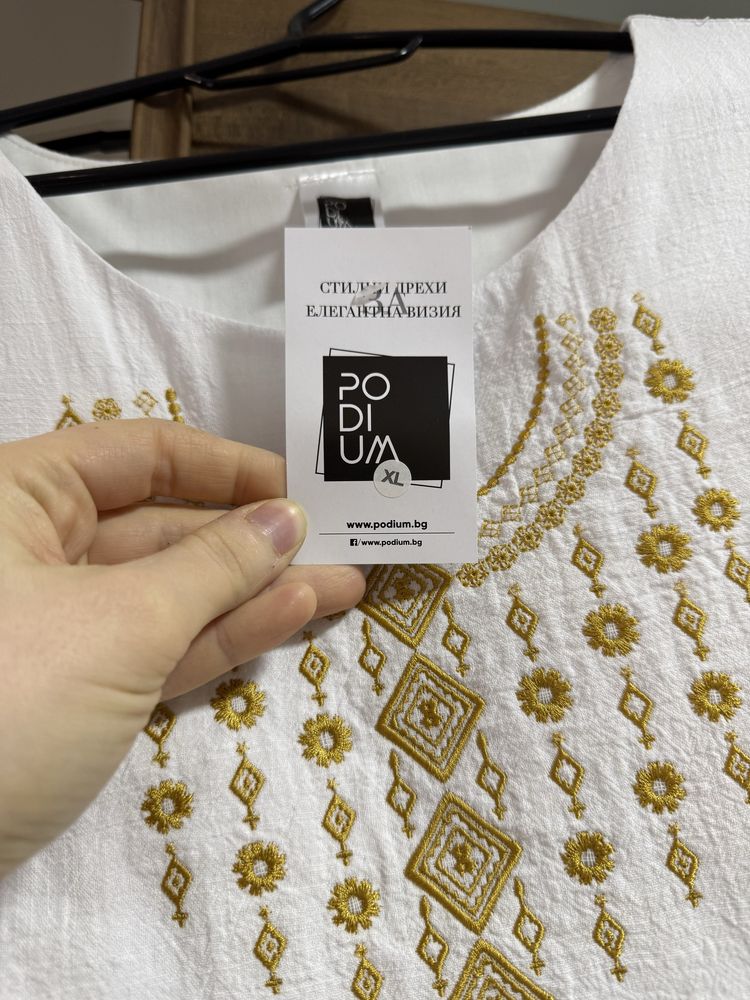 СТИЛНИ ДРЕХИ
ЗА
ЕЛЕГАНТНА ВИЗИЯ
PO
DI
UM
XL
www.podium.bg
f/www.podium.bg